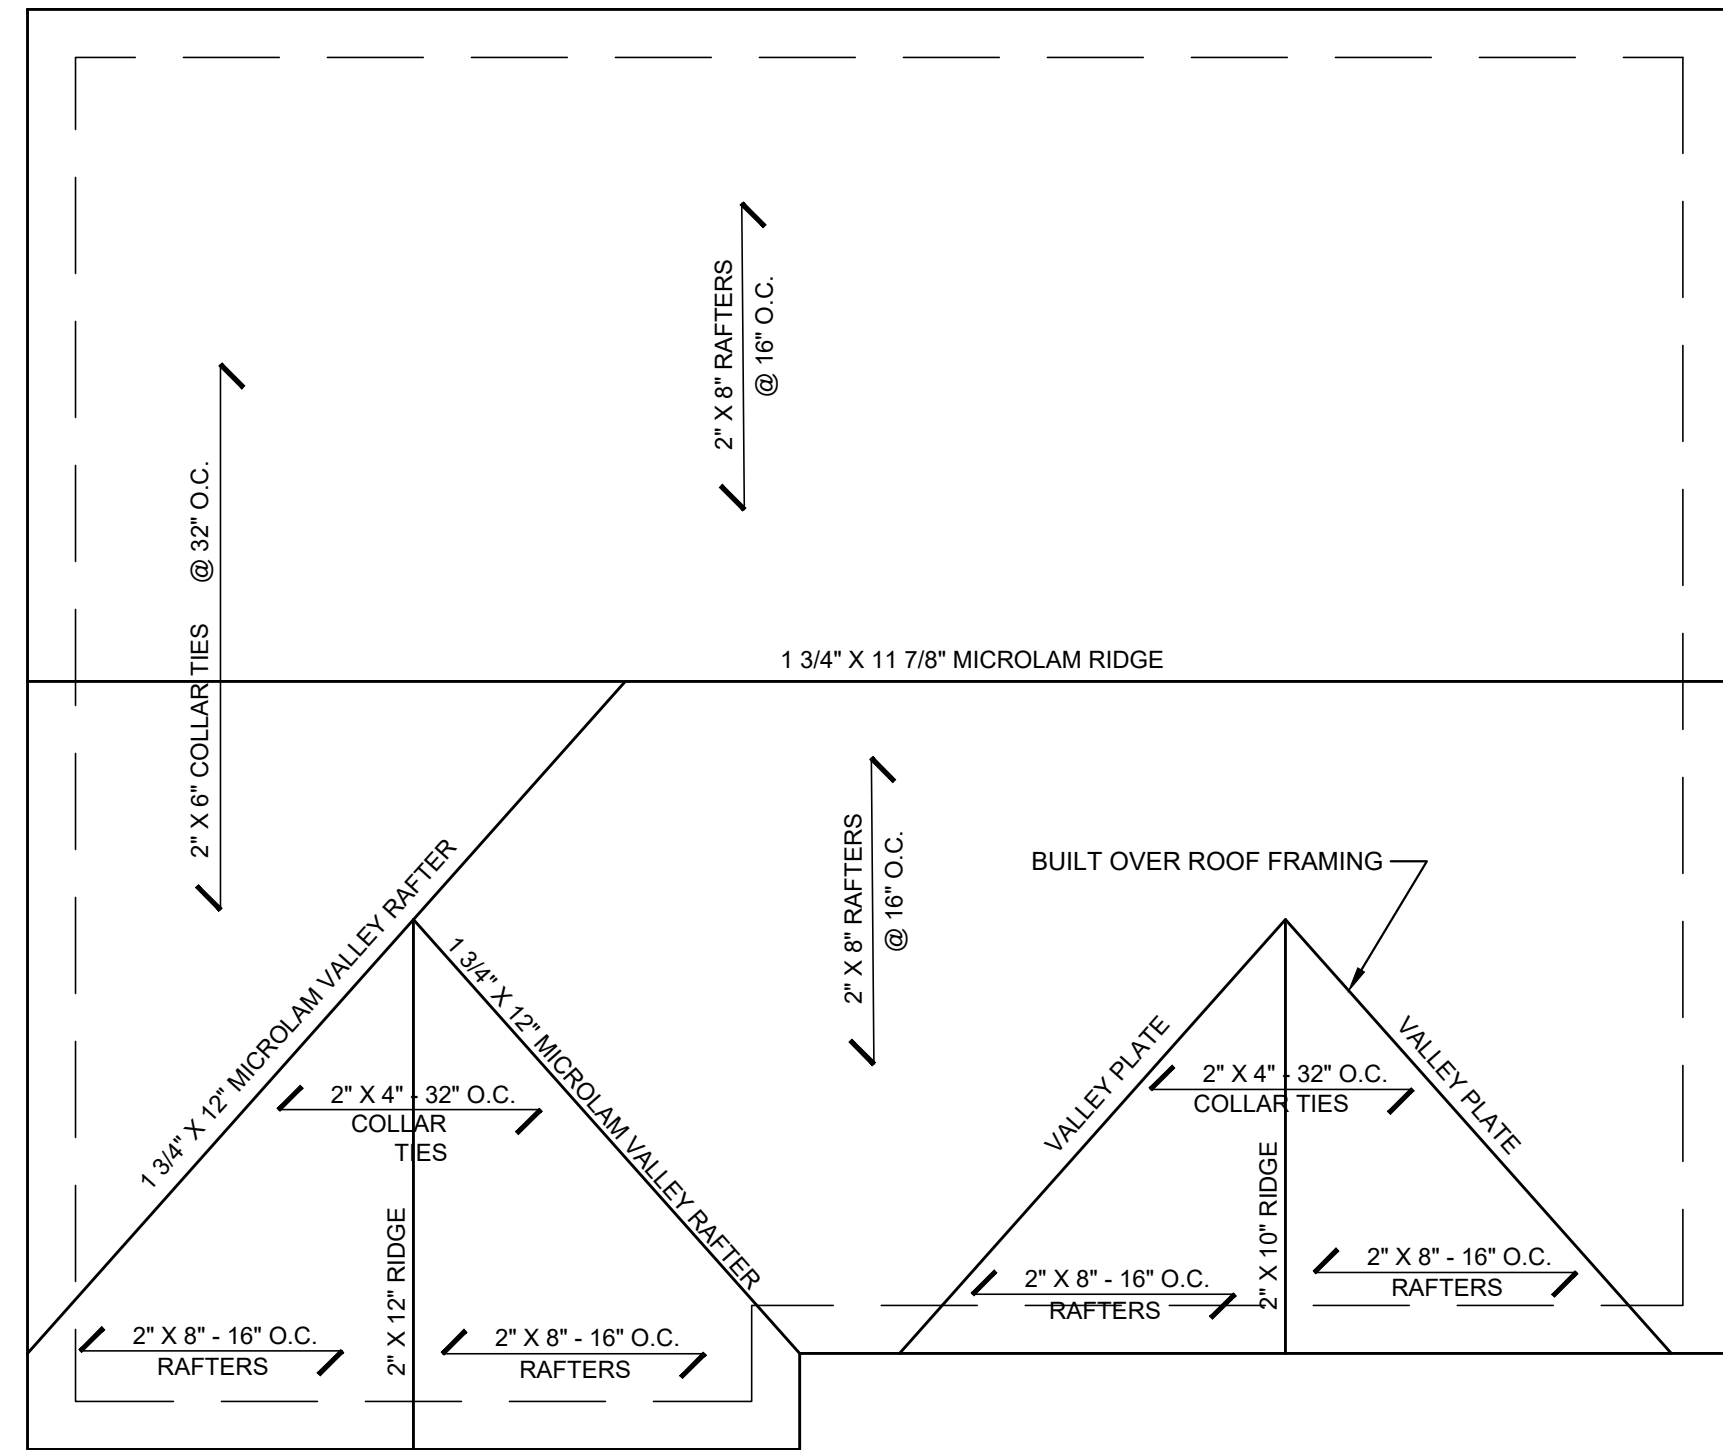 2" X 8" RAFTERS
@ 16" O.C.
2" X 6" COLLAR TIES @ 32" O.C.
1 3/4" X 11 7/8" MICROLAM RIDGE
2" X 8" RAFTERS
@ 16" O.C.
BUILT OVER ROOF FRAMING
1 3/4" X 12" MICROLAM VALLEY RAFTER
1 3/4" X 12" MICROLAM VALLEY RAFTER
2" X 4" - 32" O.C.
COLLAR
TIES
2" X 12" RIDGE
2" X 8" - 16" O.C.
RAFTERS
2" X 8" - 16" O.C.
RAFTERS
VALLEY PLATE
VALLEY PLATE
2" X 4" - 32" O.C.
COLLAR TIES
2" X 10" RIDGE
2" X 8" - 16" O.C.
RAFTERS
2" X 8" - 16" O.C.
RAFTERS